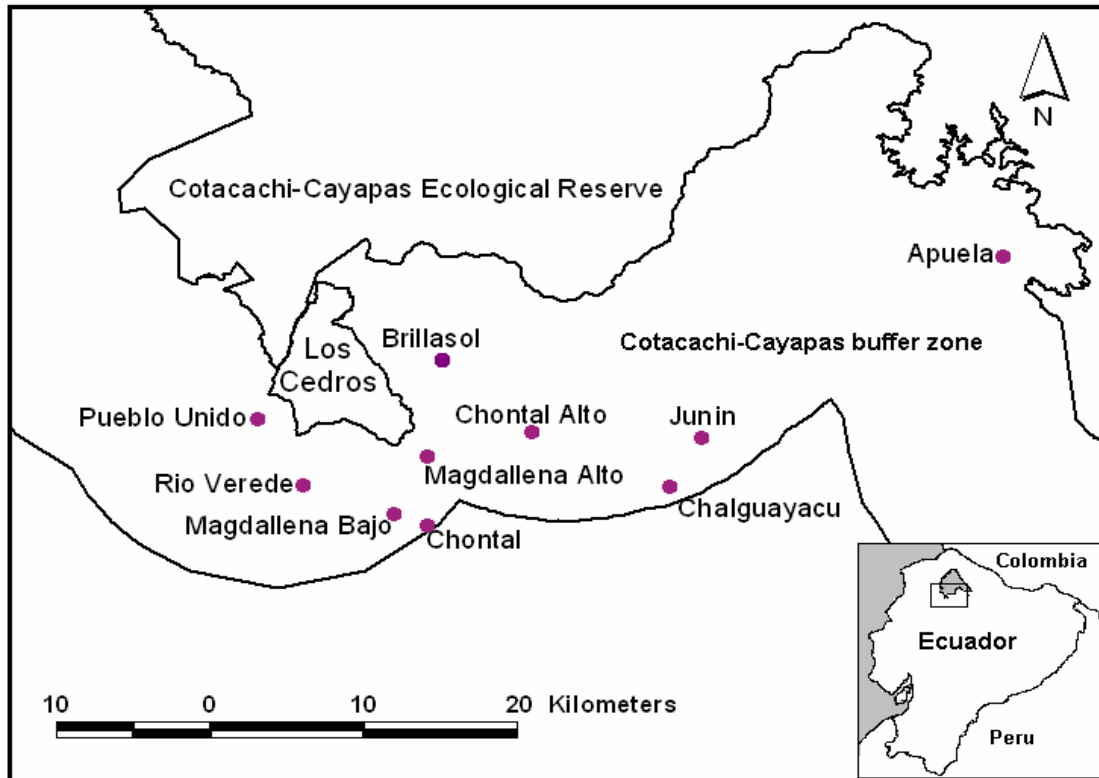 N
Cotacachi-Cayapas Ecological Reserve
Apuela
Brillasol
Cotacachi-Cayapas buffer zone
Los
Cedros
Pueblo Unido
Chontal Alto
Junin
Magdallena Alto
Rio Verede
Chalguayacu
Magdallena Bajo
Chontal
Colombia
Ecuador
Peru
10 0 10 20 Kilometers